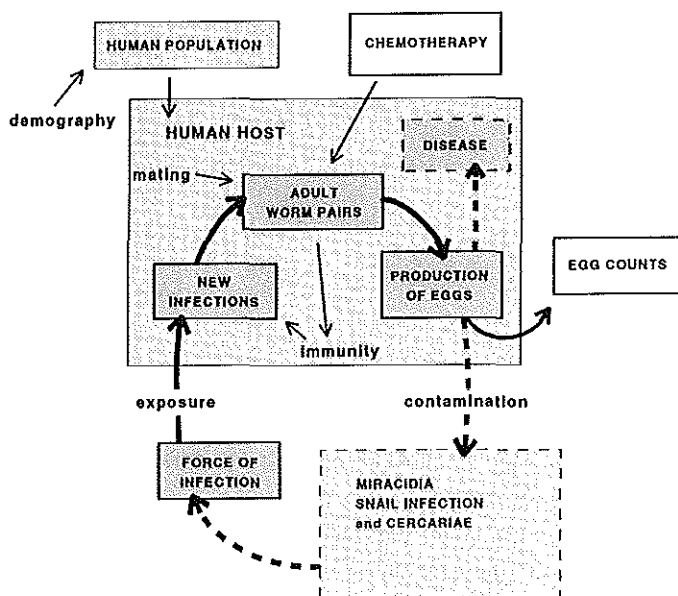 HUMAN POPULATION
CHEMOTHERAPY
demography
HUMAN HOST
DISEASE
mating
ADULT
WORM PAIRS
NEW
INFECTIONS
PRODUCTION
OF EGGS
EGG COUNTS
immunity
exposure
contamination
FORCE OF
INFECTION
MIRACIDIA
SNAIL INFECTION
and CERCARIAE